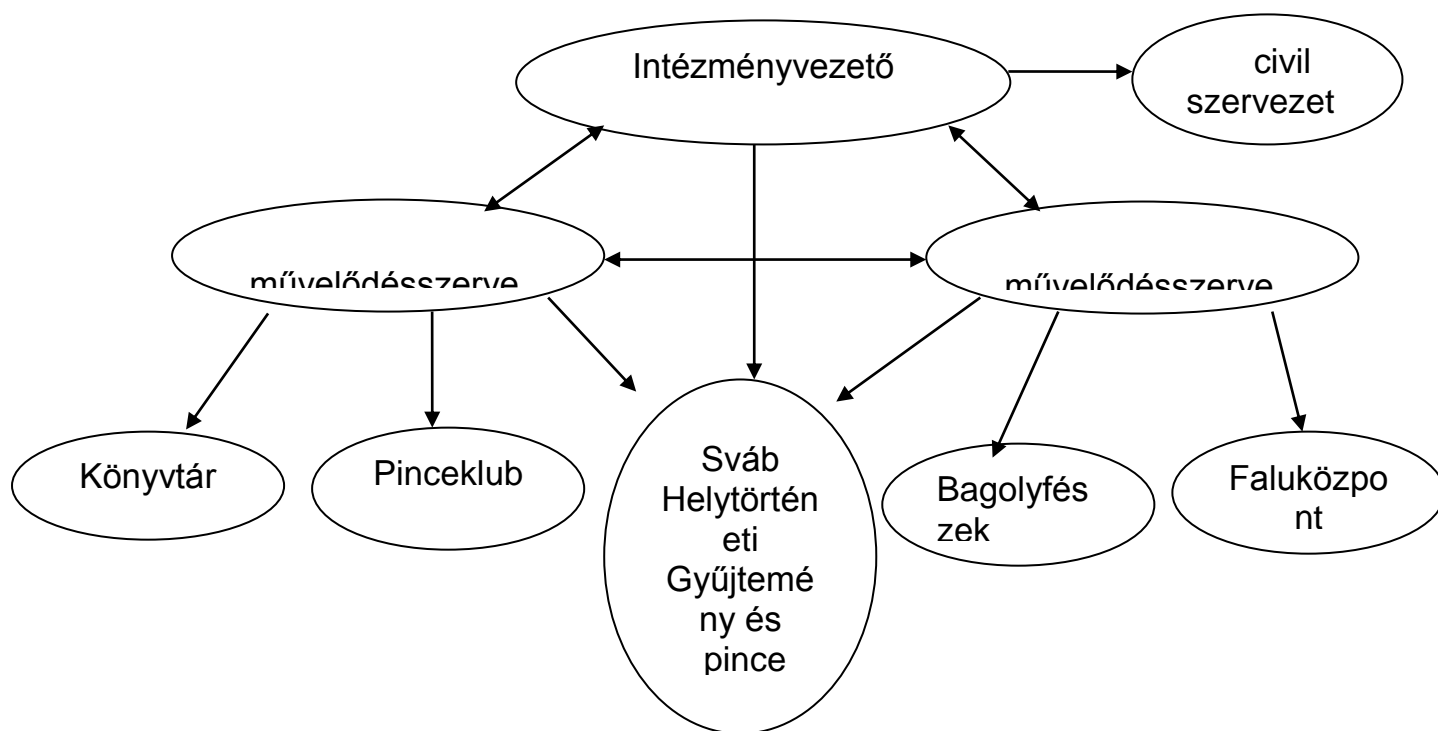 Intézményvezető
civil
szervezet
művelődésszerve
művelődésszerve
Könyvtár
Pinceklub
Sváb
Helytörtén
eti
Gyűjtemé
ny és
pince
Bagolyfés
zek
Faluközpo
nt